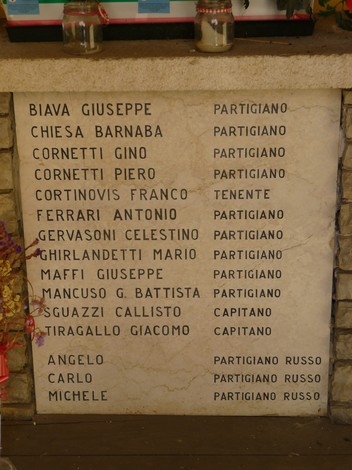 BIAVA GIUSEPPE PARTIGIANO
CHIESA BARNABA PARTIGIANO
CORNETTI GINO PARTIGIANO
CORNETTI PIERO PARTIGIANO
CORTINOVIS FRANCO TENENTE
FERRARI ANTONIO PARTIGIANO
GERVASONI CELESTINO PARTIGIANO
GHIRLANDETTI MARIO PARTIGIANO
MAFFI GIUSEPPE PARTIGIANO
MANCUSO G. BATTISTA PARTIGIANO
SGUAZZI CALLISTO CAPITANO
TIRAGALLO GIACOMO CAPITANO
ANGELO PARTIGIANO RUSSO
CARLO PARTIGIANO RUSSO
MICHELE PARTIGIANO RUSSO